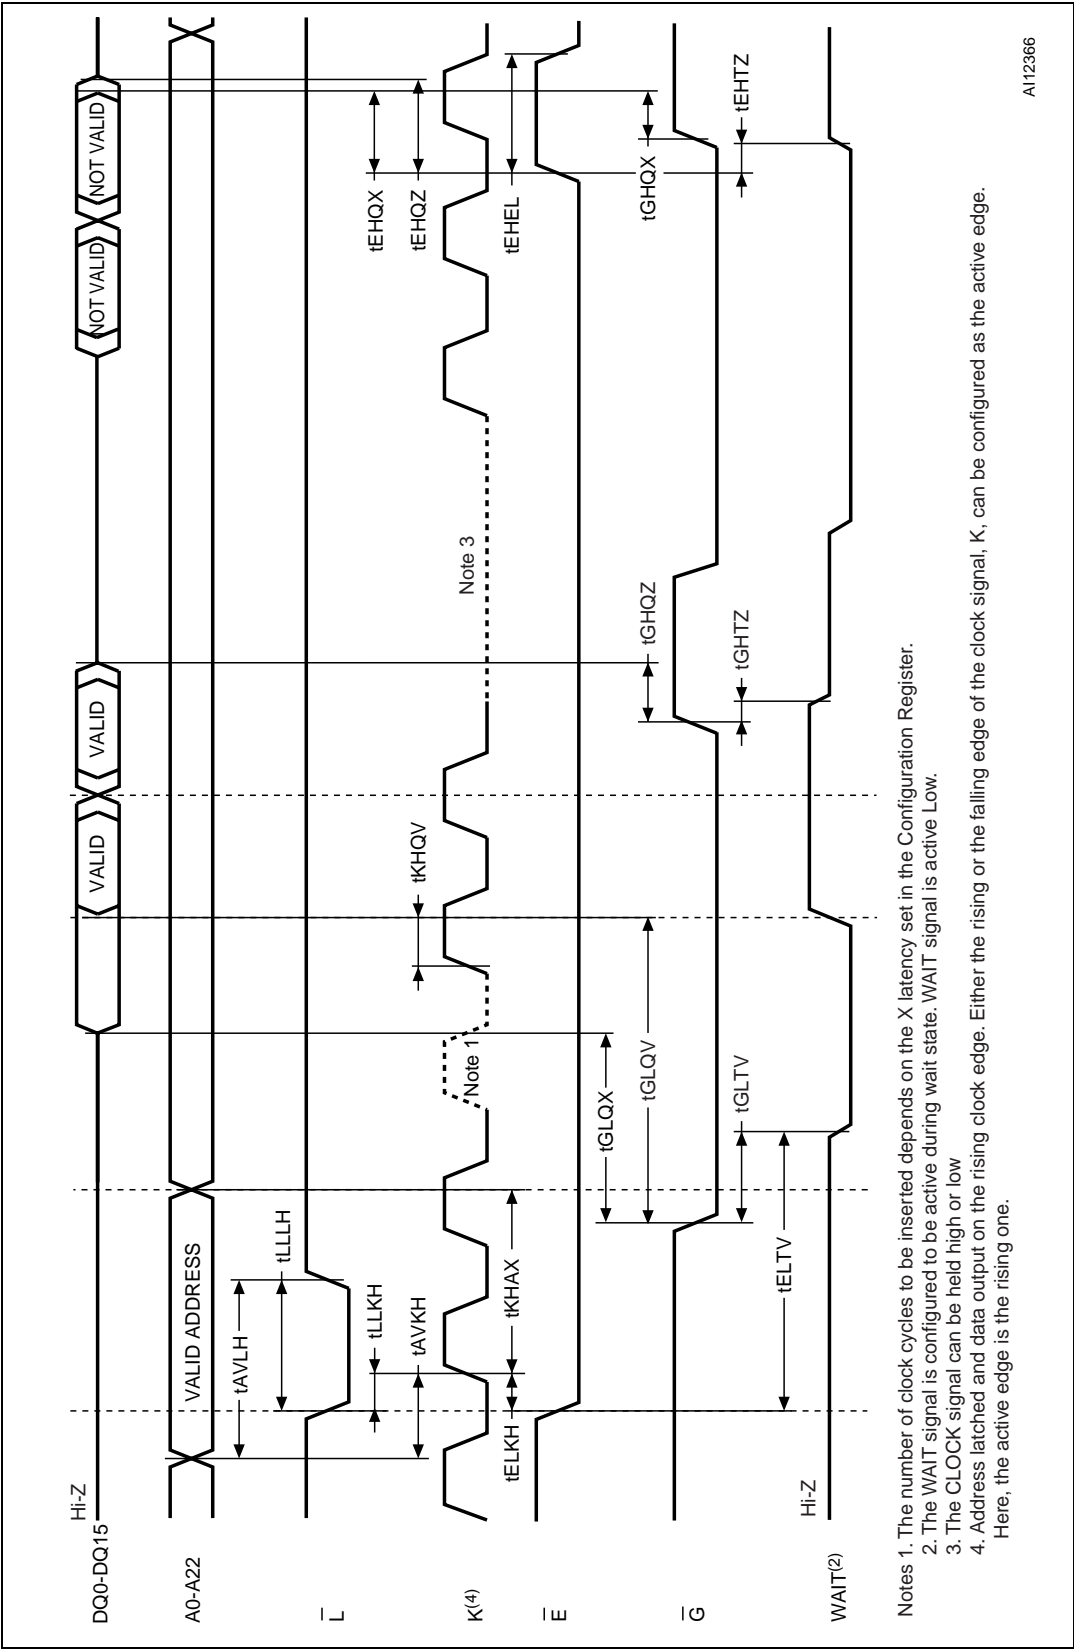 Hi-Z
DQ0-DQ15
VALID
VALID
NOT VALID
NOT VALID
A0-A22
VALID ADDRESS
tAVLH
L
tLLLH
tLLKH
tEHQX
tAVKH
tKHQV
tEHQZ
K(4)
Note 1
Note 3
tELKH
tKHAX
tEHEL
E
tGLQX
tGLQV
tGHQZ
tGHQX
G
tGLTV
tGHTZ
tEHTZ
tELTV
Hi-Z
WAIT(2)
Notes 1. The number of clock cycles to be inserted depends on the X latency set in the Configuration Register.
2. The WAIT signal is configured to be active during wait state. WAIT signal is active Low.
3. The CLOCK signal can be held high or low
4. Address latched and data output on the rising clock edge. Either the rising or the falling edge of the clock signal, K, can be configured as the active edge.
Here, the active edge is the rising one.
AI12366